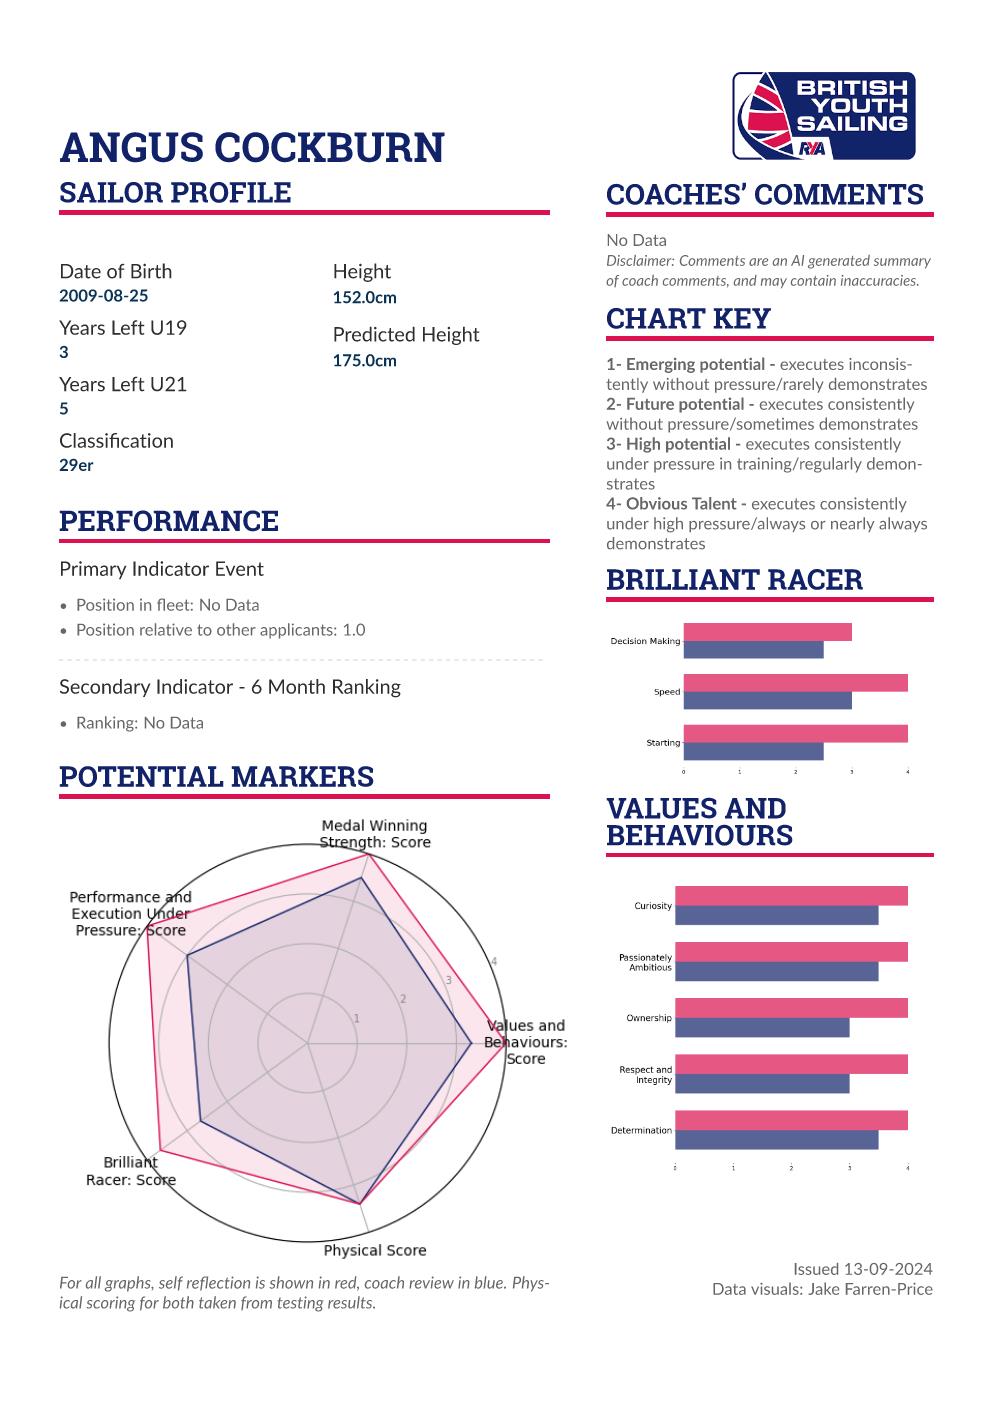 BRITISH
YOUTH
SAILING
RYA
ANGUS COCKBURN
SAILOR PROFILE
Date of Birth
2009-08-25
Years Left U19
3
Years Left U21
5
Classification
29er
Height
152.0cm
Predicted Height
175.0cm
PERFORMANCE
Primary Indicator Event
• Position in fleet: No Data
• Position relative to other applicants: 1.0
Secondary Indicator - 6 Month Ranking
• Ranking: No Data
POTENTIAL MARKERS
Medal Winning
Strength: Score
Performance and
Execution Under
Pressure: Score
4
3
2
1
Values and
Behaviours:
Score
Brilliant
Racer: Score
Physical Score
For all graphs, self reflection is shown in red, coach review in blue. Phys-
ical scoring for both taken from testing results.
COACHES’ COMMENTS
No Data
Disclaimer: Comments are an AI generated summary
of coach comments, and may contain inaccuracies.
CHART KEY
1- Emerging potential - executes inconsis-
tently without pressure/rarely demonstrates
2- Future potential - executes consistently
without pressure/sometimes demonstrates
3- High potential - executes consistently
under pressure in training/regularly demon-
strates
4- Obvious Talent - executes consistently
under high pressure/always or nearly always
demonstrates
BRILLIANT RACER
Decision Making
Speed
Starting
0 1 2 3 4
VALUES AND
BEHAVIOURS
Curiosity
Passionately
Ambitious
Ownership
Respect and
Integrity
Determination
0 1 2 3 4
Issued 13-09-2024
Data visuals: Jake Farren-Price